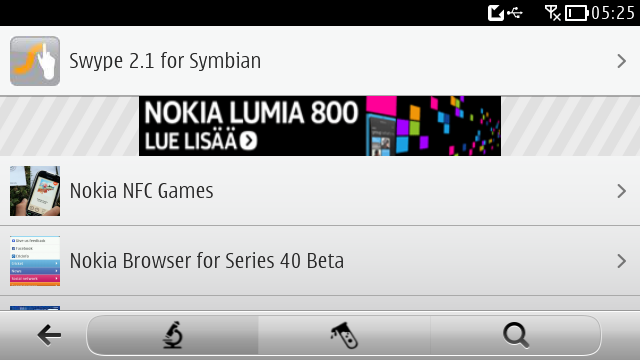 05:25
Swype 2.1 for Symbian
NOKIA LUMIA 800
LUE LISÄÄ
Nokia NFC Games
Nokia Browser for Series 40 Beta